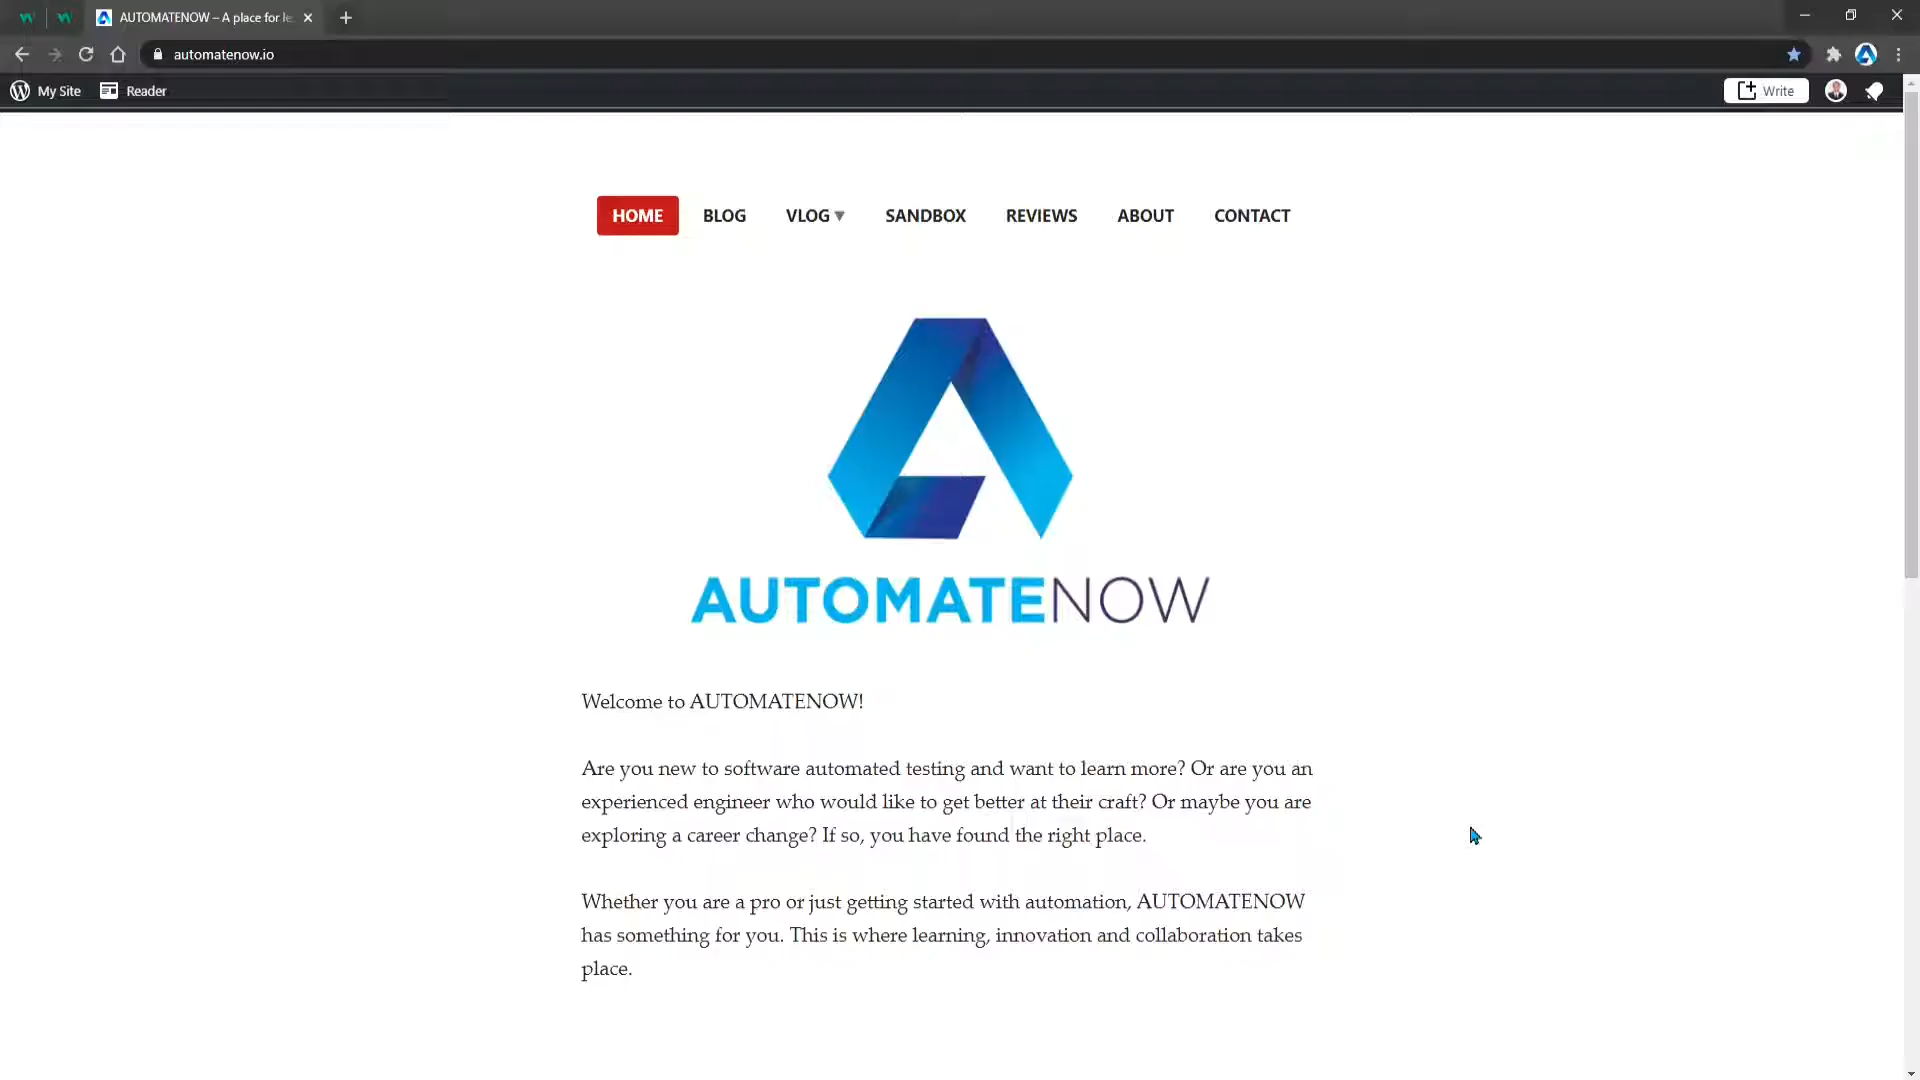 AUTOMATENOW – A place for le
automatenow.io
My Site Reader Write
HOME BLOG VLOG SANDBOX REVIEWS ABOUT CONTACT
AUTOMATENOW
Welcome to AUTOMATENOW!
Are you new to software automated testing and want to learn more? Or are you an
experienced engineer who would like to get better at their craft? Or maybe you are
exploring a career change? If so, you have found the right place.
Whether you are a pro or just getting started with automation, AUTOMATENOW
has something for you. This is where learning, innovation and collaboration takes
place.